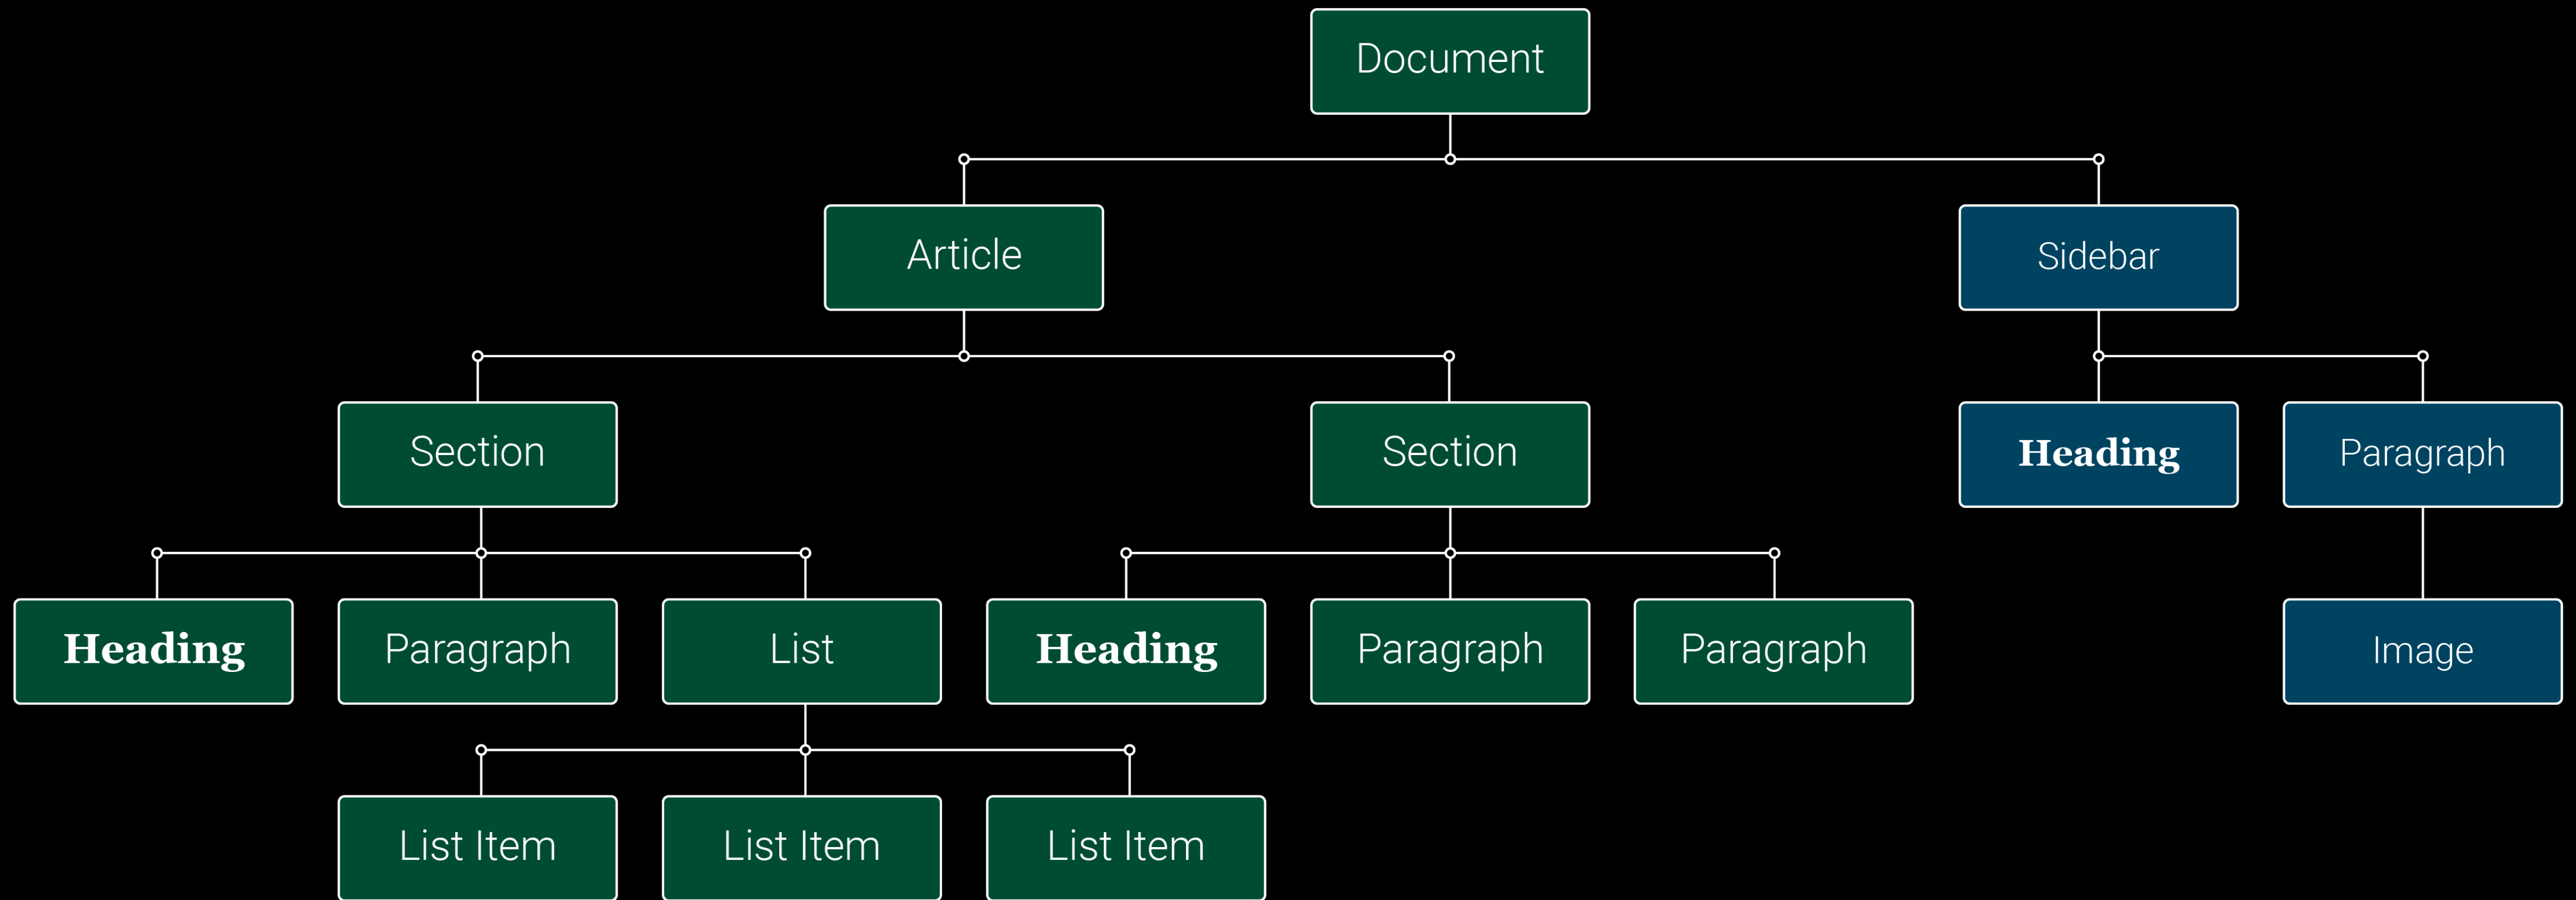 Document
Article
Sidebar
Section
Section
Heading
Paragraph
Heading
Paragraph
List
Heading
Paragraph
Paragraph
Image
List Item
List Item
List Item